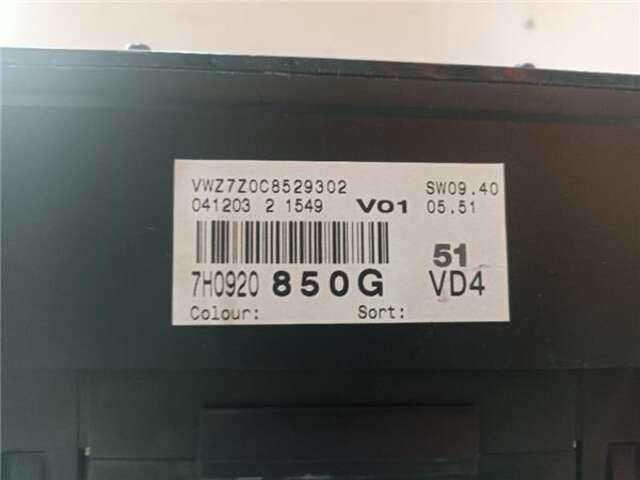 VWZ7Z0C8529302 SW09.40
041203 2 1549 V01 05.51
51
7H0920 850G VD4
Colour: Sort: